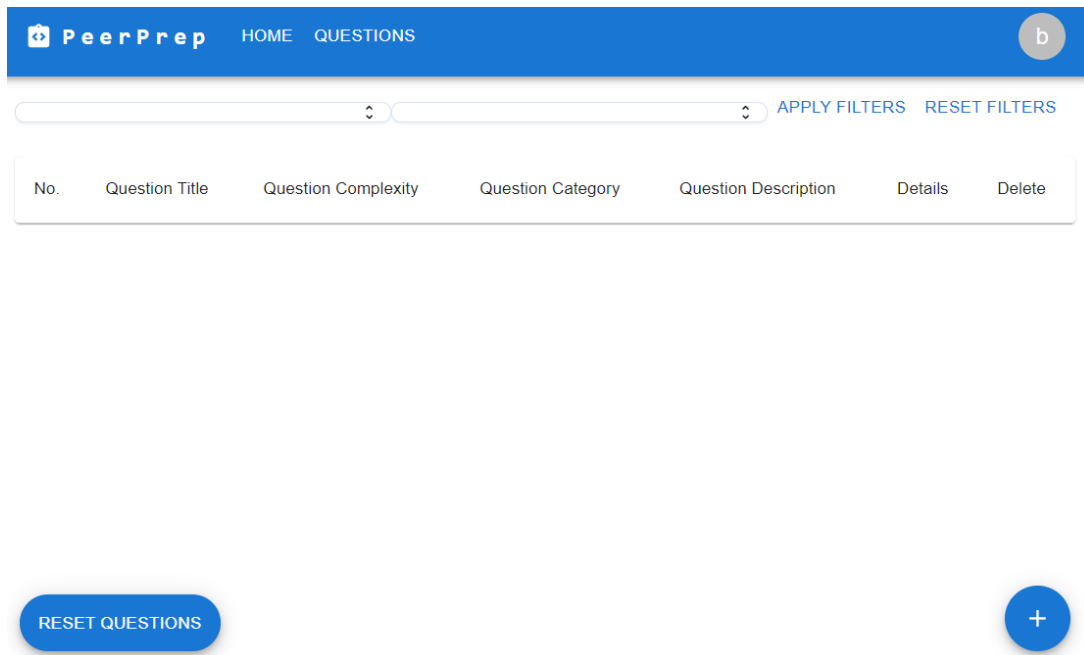 PeerPrep HOME QUESTIONS b
APPLY FILTERS RESET FILTERS
No. Question Title Question Complexity Question Category Question Description Details Delete
RESET QUESTIONS +